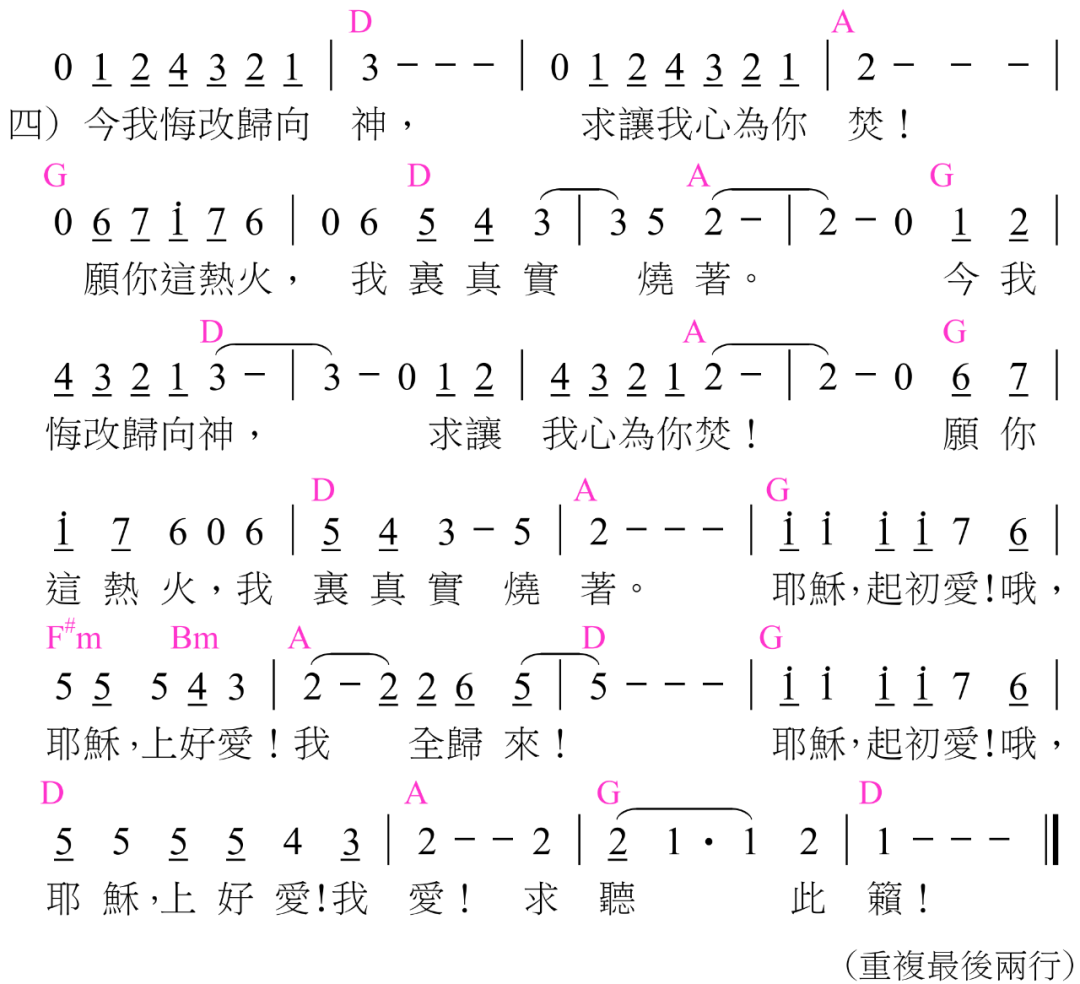 D A
0 1 2 4 3 2 1 | 3 − − − | 0 1 2 4 3 2 1 | 2 − − − |
四）今我悔改歸向 神， 求讓我心為你 焚！
G D A G
0 6 7 i 7 6 | 0 6 5 4 3 | 3 5 2 − | 2 − 0 1 2 |
願你這熱火， 我 裏 真 實 燒 著。 今 我
D A G
4 3 2 1 3 − | 3 − 0 1 2 | 4 3 2 1 2 − | 2 − 0 6 7 |
悔改歸向神， 求讓 我心為你焚！ 願 你
D A G
i 7 6 0 6 | 5 4 3 − 5 | 2 − − − | i i i i 7 6 |
這 熱 火，我 裏 真 實 燒 著。 耶穌，起初愛！哦，
F#m Bm A D G
5 5 5 4 3 | 2 − 2 2 6 5 | 5 − − − | i i i i 7 6 |
耶穌，上好愛！我 全歸 來！ 耶穌，起初愛！哦，
D A G D
5 5 5 5 4 3 | 2 − − 2 | 2 1 · 1 2 | 1 − − − ‖
耶 穌，上 好 愛！我 愛！ 求 聽 此 籟！
（重複最後兩行）